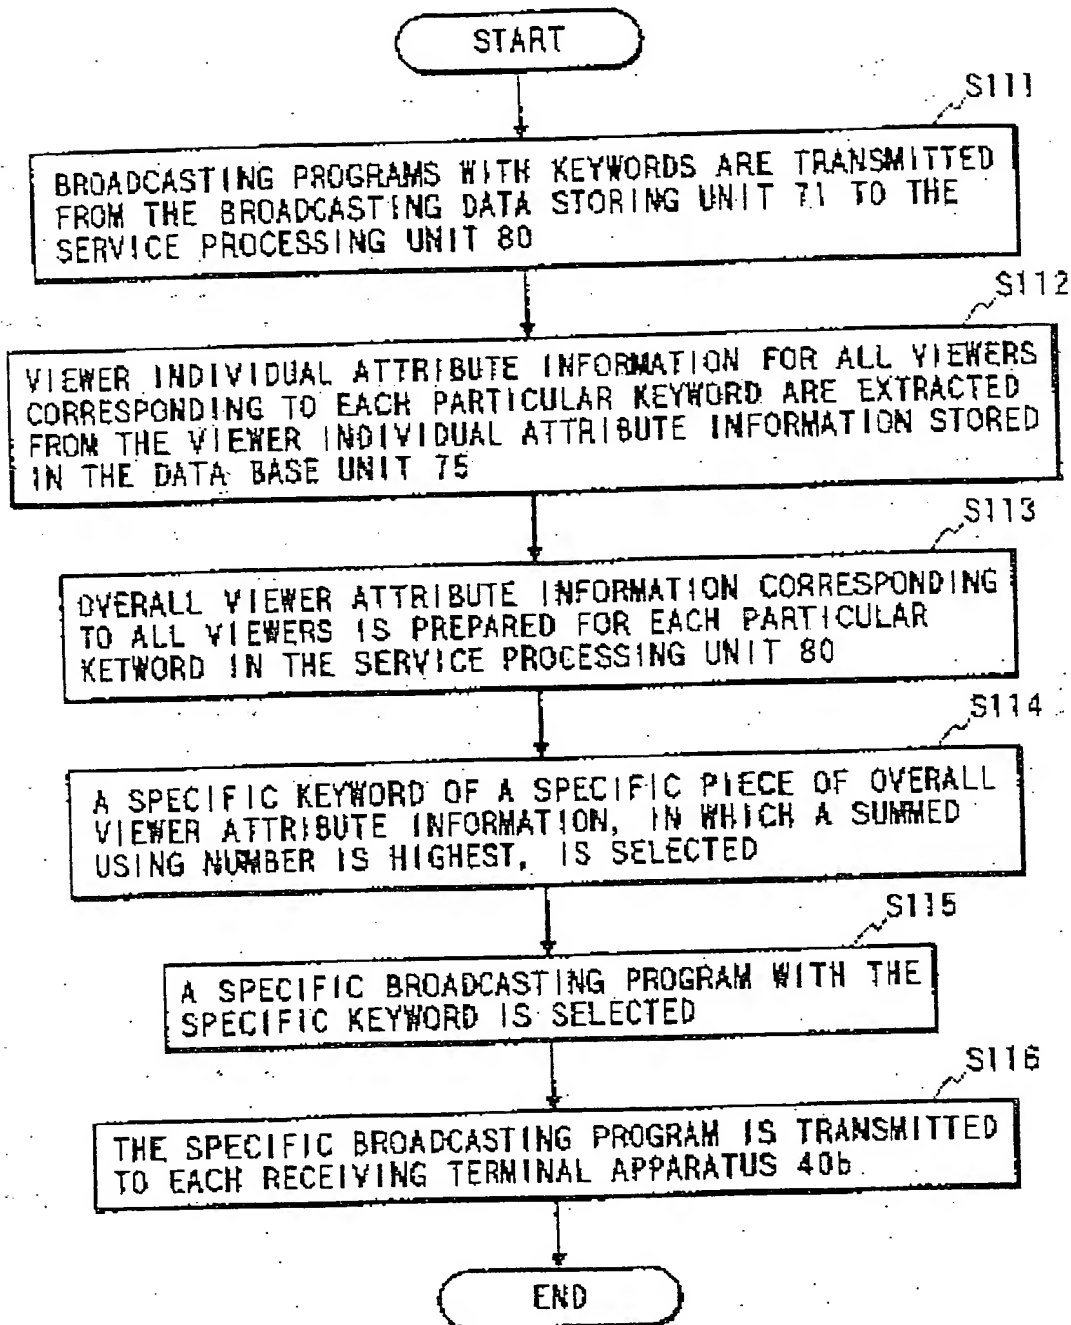 START
S111
BROADCASTING PROGRAMS WITH KEYWORDS ARE TRANSMITTED
FROM THE BROADCASTING DATA STORING UNIT 71 TO THE
SERVICE PROCESSING UNIT 80
S112
VIEWER INDIVIDUAL ATTRIBUTE INFORMATION FOR ALL VIEWERS
CORRESPONDING TO EACH PARTICULAR KEYWORD ARE EXTRACTED
FROM THE VIEWER INDIVIDUAL ATTRIBUTE INFORMATION STORED
IN THE DATA BASE UNIT 75
S113
OVERALL VIEWER ATTRIBUTE INFORMATION CORRESPONDING
TO ALL VIEWERS IS PREPARED FOR EACH PARTICULAR
KETWORD IN THE SERVICE PROCESSING UNIT 80
S114
A SPECIFIC KEYWORD OF A SPECIFIC PIECE OF OVERALL
VIEWER ATTRIBUTE INFORMATION, IN WHICH A SUMMED
USING NUMBER IS HIGHEST, IS SELECTED
S115
A SPECIFIC BROADCASTING PROGRAM WITH THE
SPECIFIC KEYWORD IS SELECTED
S116
THE SPECIFIC BROADCASTING PROGRAM IS TRANSMITTED
TO EACH RECEIVING TERMINAL APPARATUS 40b
END